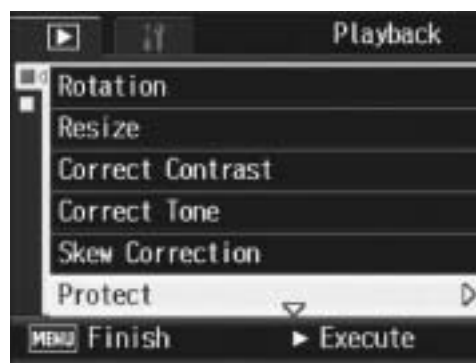 Playback
Rotation
Resize
Correct Contrast
Correct Tone
Skew Correction
Protect
MENU Finish ► Execute